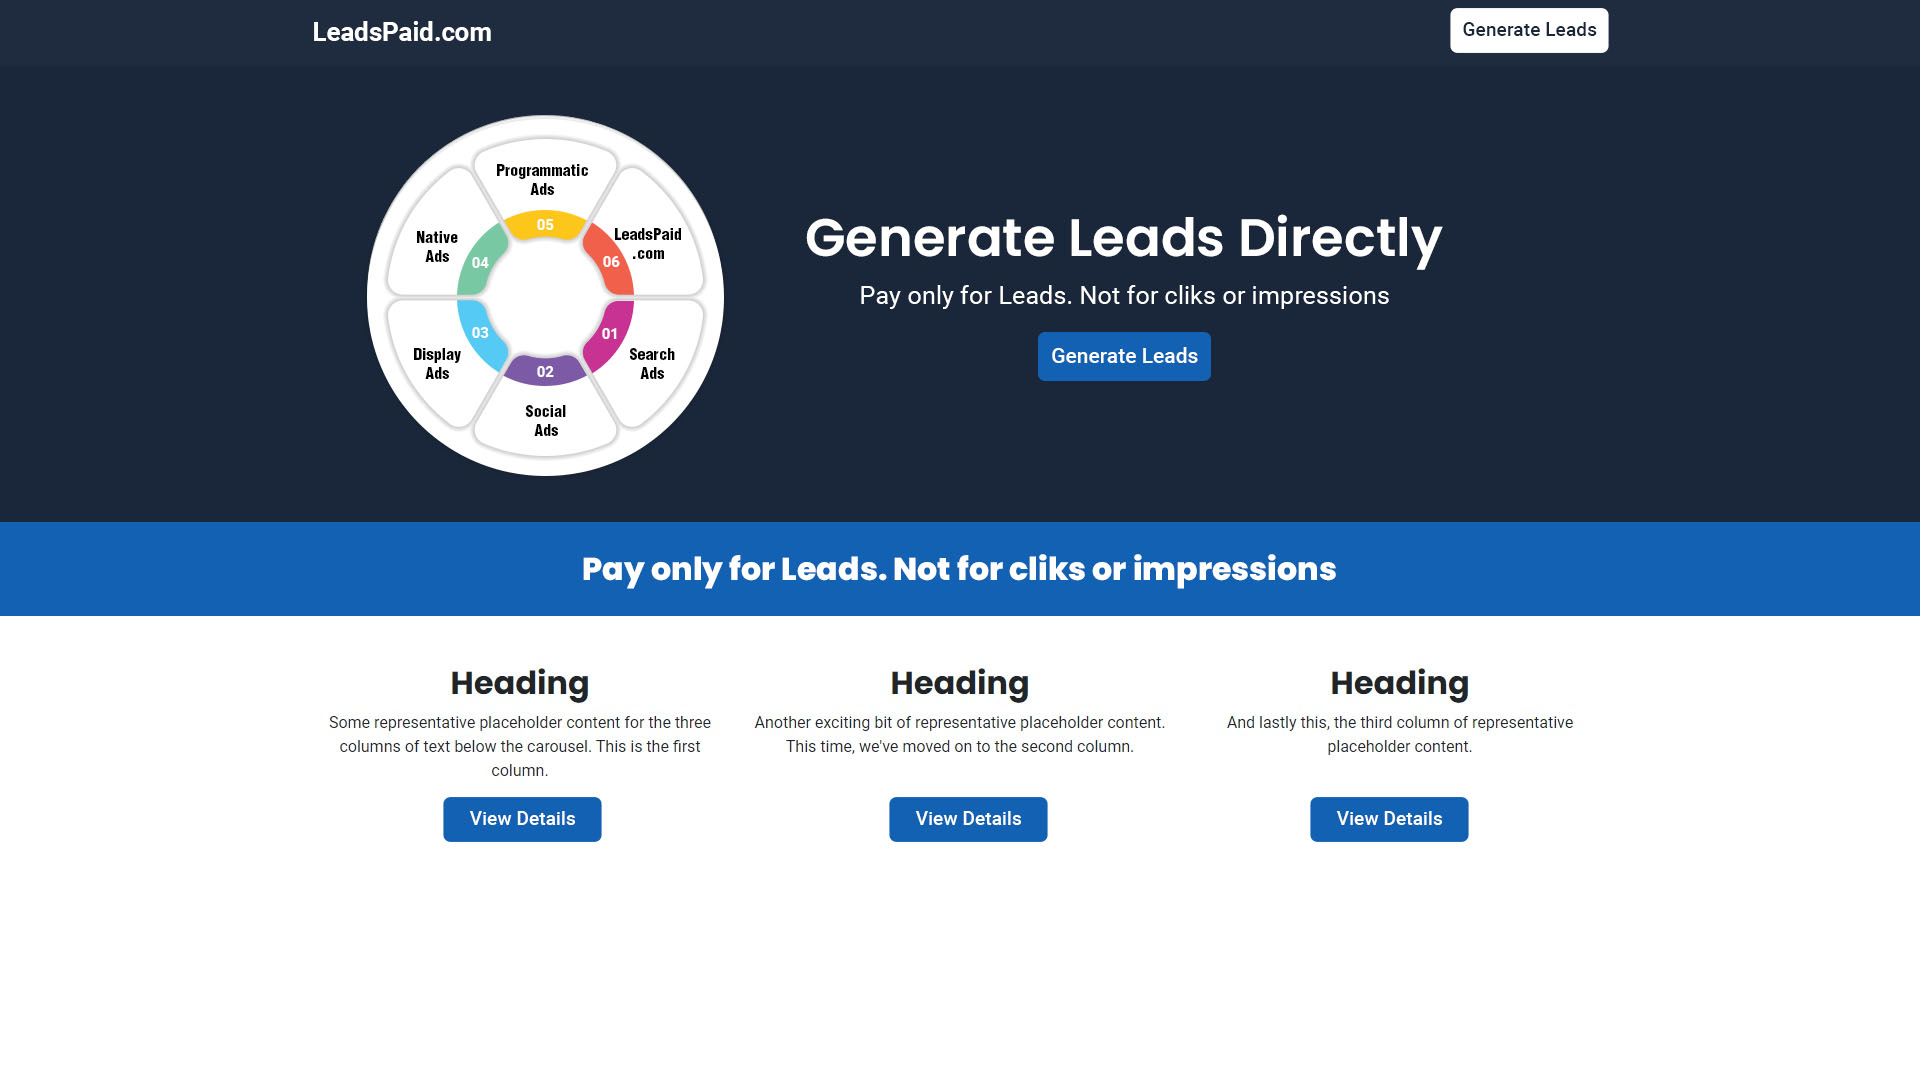 LeadsPaid.com
Generate Leads
Programmatic
Ads
05
LeadsPaid
.com
06
Native
Ads
04
Display
Ads
03
Search
Ads
01
02
Social
Ads
Generate Leads Directly
Pay only for Leads. Not for cliks or impressions
Generate Leads
Pay only for Leads. Not for cliks or impressions
Heading
Some representative placeholder content for the three
columns of text below the carousel. This is the first
column.
View Details
Heading
Another exciting bit of representative placeholder content.
This time, we've moved on to the second column.
View Details
Heading
And lastly this, the third column of representative
placeholder content.
View Details